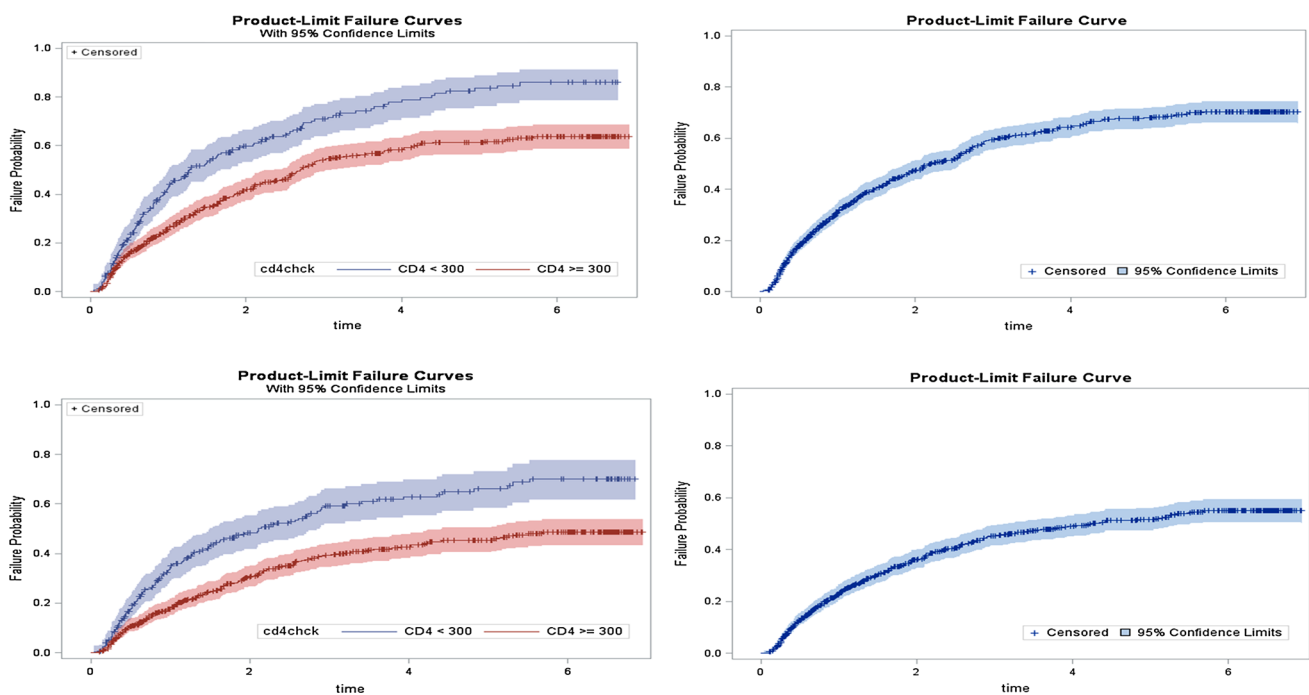 Product-Limit Failure Curves
With 95% Confidence Limits
1.0
+ Censored
0.8
0.6
0.4
0.2
0.0
Failure Probability
cd4chck CD4 < 300 CD4 >= 300
0 2 4 6
time
Product-Limit Failure Curve
1.0
0.8
0.6
0.4
0.2
0.0
Failure Probability
+ Censored 95% Confidence Limits
0 2 4 6
time
Product-Limit Failure Curves
With 95% Confidence Limits
1.0
+ Censored
0.8
0.6
0.4
0.2
0.0
Failure Probability
cd4chck CD4 < 300 CD4 >= 300
0 2 4 6
time
Product-Limit Failure Curve
1.0
0.8
0.6
0.4
0.2
0.0
Failure Probability
+ Censored 95% Confidence Limits
0 2 4 6
time